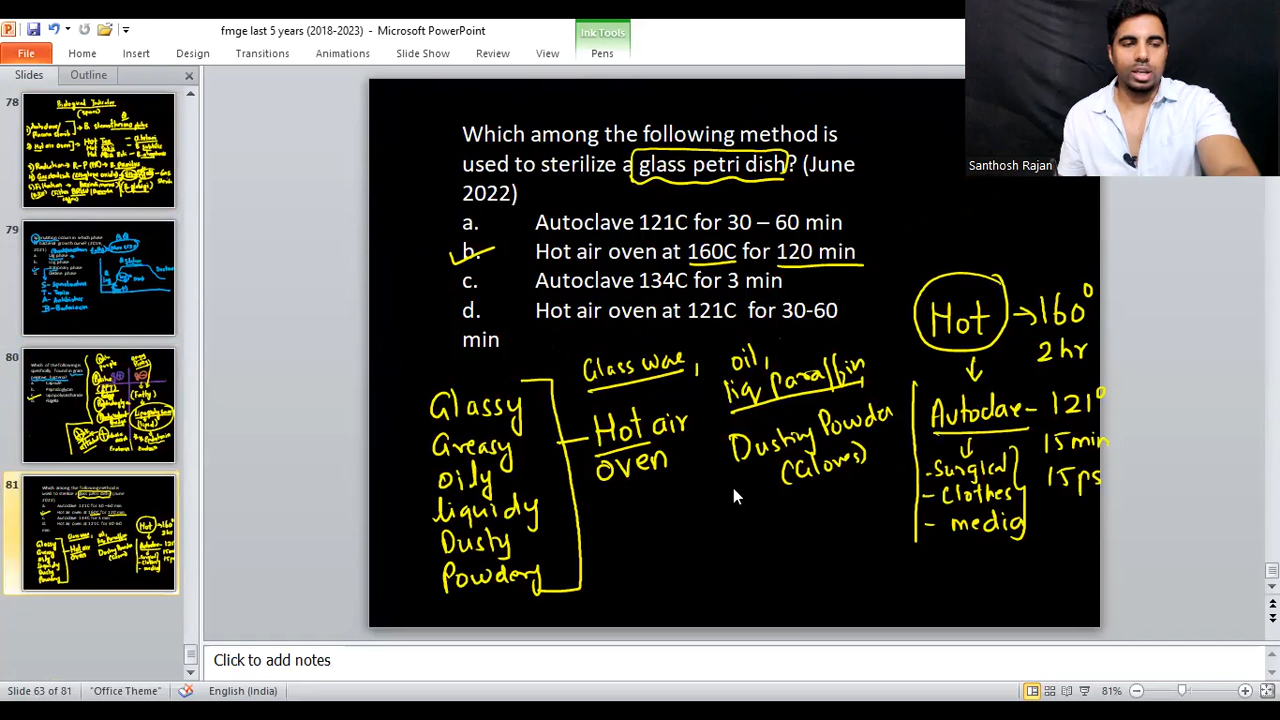 fmge last 5 years (2018-2023) - Microsoft PowerPoint
Ink Tools
File
Home
Insert
Design
Transitions
Animations
Slide Show
Review
View
Pens
Slides
Outline
78
79
80
81
Santhosh Rajan
Which among the following method is
used to sterilize a glass petri dish? (June
2022)
a. Autoclave 121C for 30 – 60 min
b. Hot air oven at 160C for 120 min
c. Autoclave 134C for 3 min
d. Hot air oven at 121C for 30-60
min
Glassy
Greasy
Oily
liquidy
Dusty
Powdery
Glassware,
Hot air
oven
oil,
liq paraffin
Dusting Powder
(Gloves)
Hot → 160°
2 hr
Autoclave - 121°
15 min
15 ps
- Surgical
- Clothes
- media
Click to add notes
Slide 63 of 81
"Office Theme"
English (India)
81%